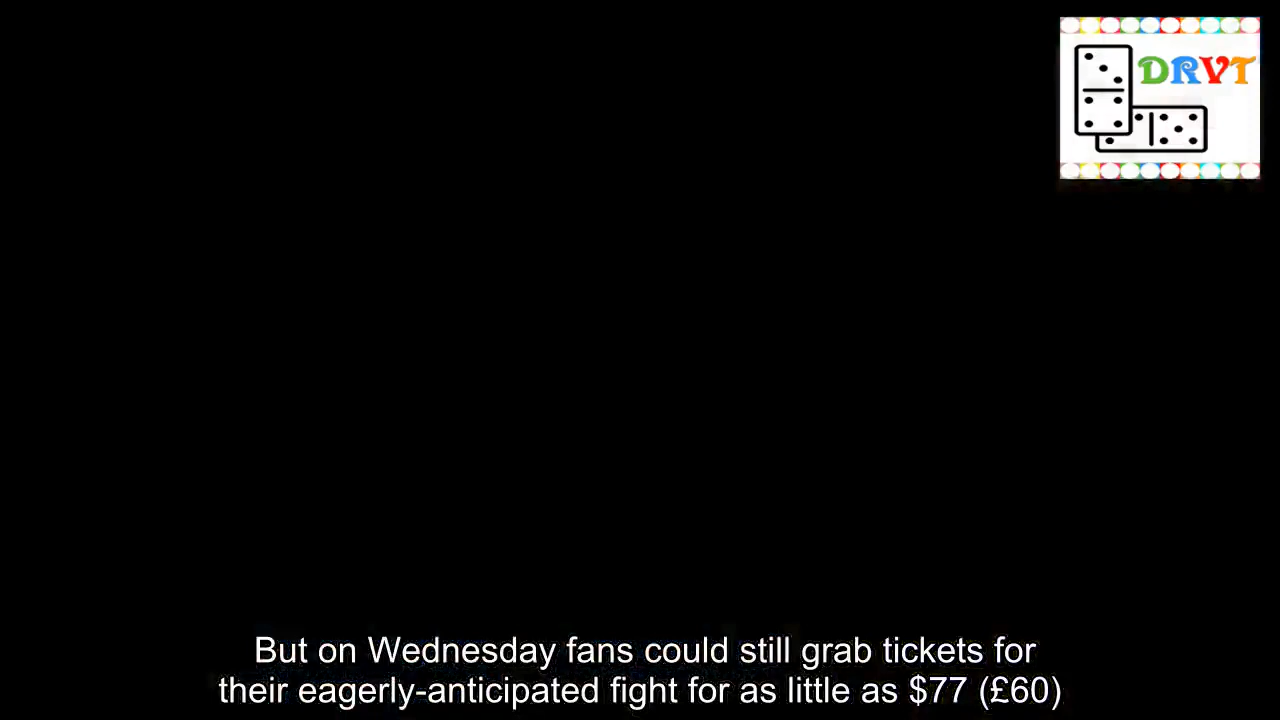 DRVT
But on Wednesday fans could still grab tickets for
their eagerly-anticipated fight for as little as $77 (£60)